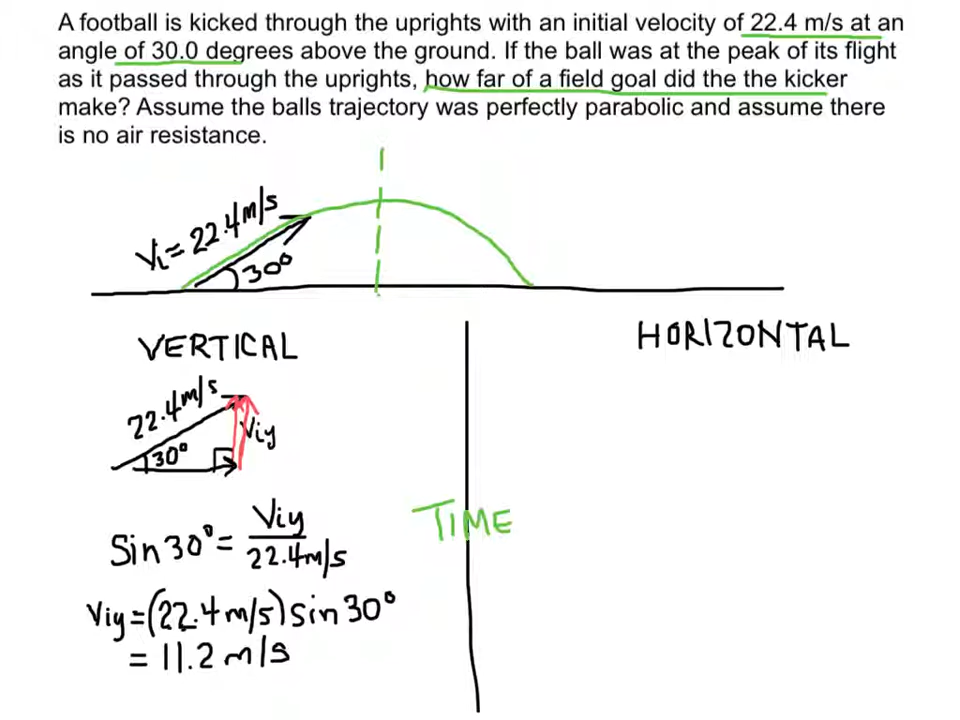 A football is kicked through the uprights with an initial velocity of 22.4 m/s at an
angle of 30.0 degrees above the ground. If the ball was at the peak of its flight
as it passed through the uprights, how far of a field goal did the the kicker
make? Assume the balls trajectory was perfectly parabolic and assume there
is no air resistance.
Vi = 22.4 m/s
30°
VERTICAL
HORIZONTAL
22.4 m/s
Viy
30°
TIME
Sin 30° = Viy / 22.4 m/s
Viy = (22.4 m/s) sin 30°
= 11.2 m/s